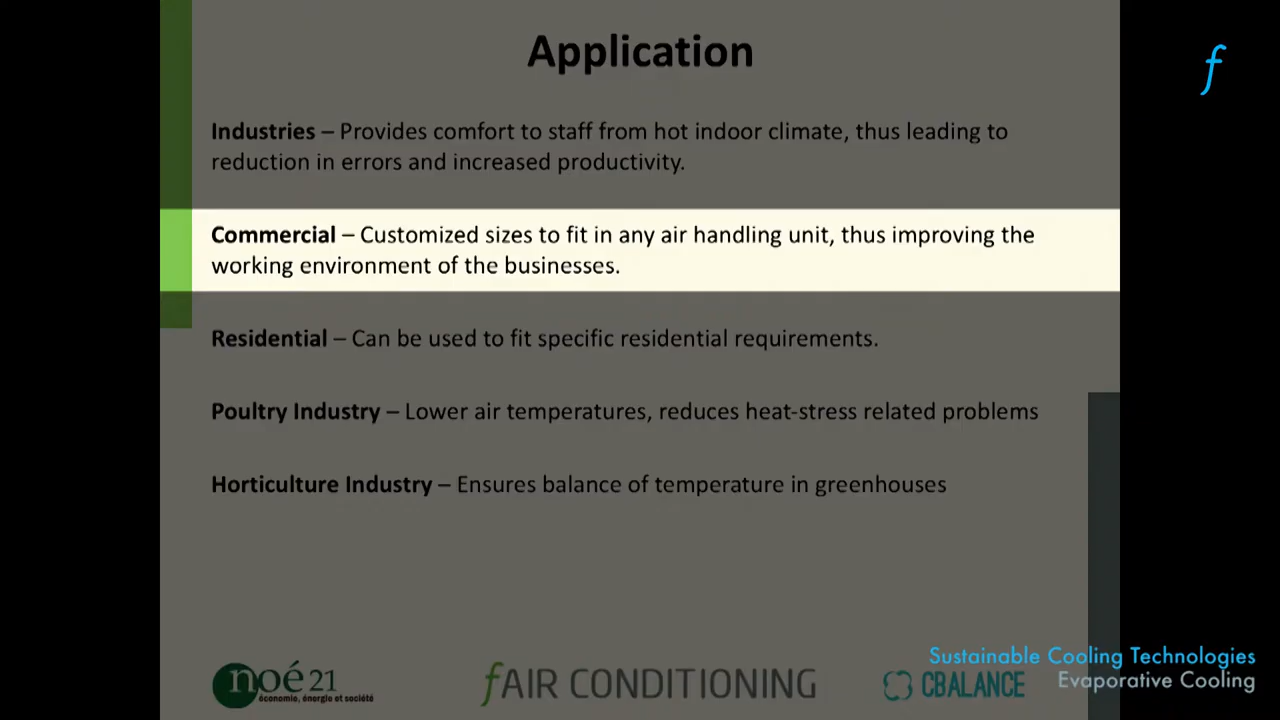 Application
f
Industries – Provides comfort to staff from hot indoor climate, thus leading to
reduction in errors and increased productivity.
Commercial – Customized sizes to fit in any air handling unit, thus improving the
working environment of the businesses.
Residential – Can be used to fit specific residential requirements.
Poultry Industry – Lower air temperatures, reduces heat-stress related problems
Horticulture Industry – Ensures balance of temperature in greenhouses
Sustainable Cooling Technologies
Evaporative Cooling
noé21
économie, énergie et société
fAIR CONDITIONING
CBALANCE